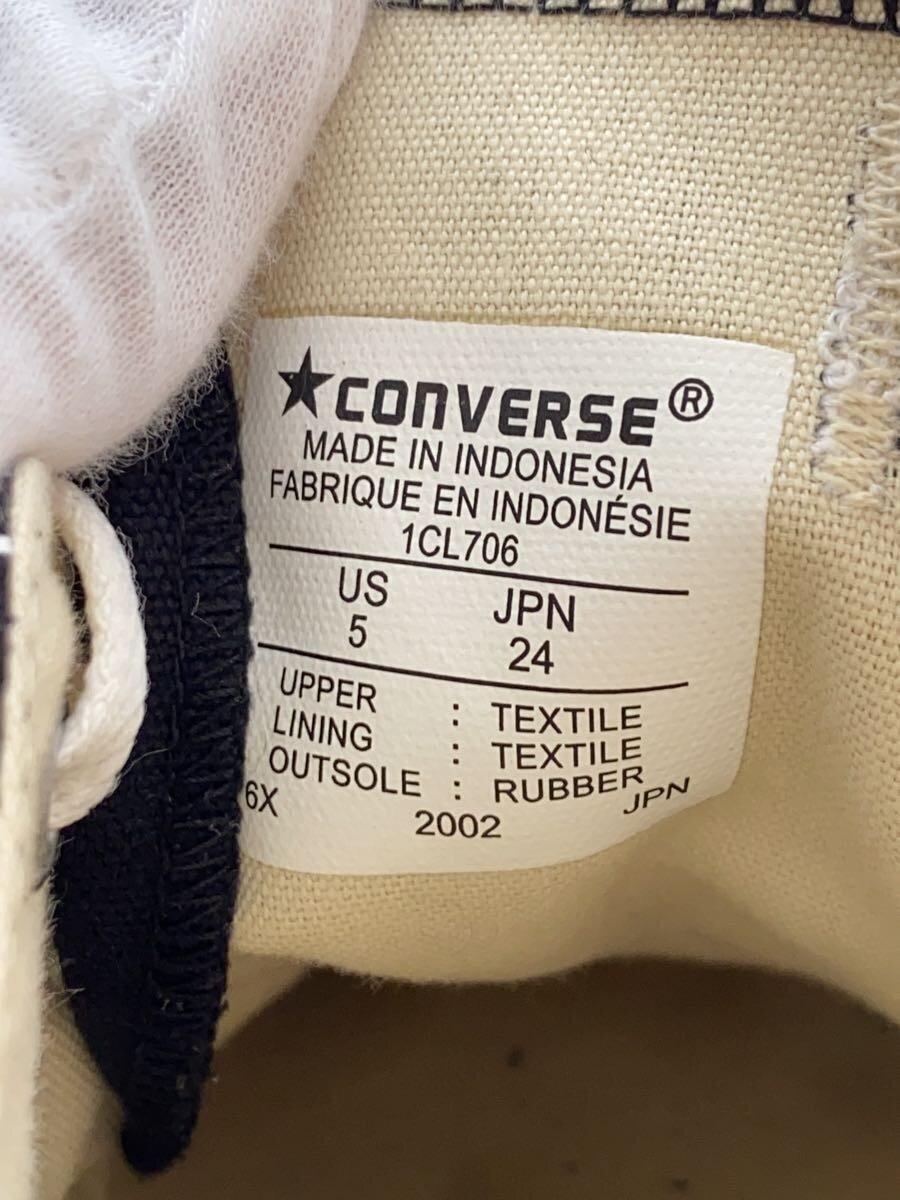 ★CONVERSE®
MADE IN INDONESIA
FABRIQUE EN INDONÉSIE
1CL706
US JPN
5 24
UPPER : TEXTILE
LINING : TEXTILE
OUTSOLE : RUBBER
6X 2002 JPN